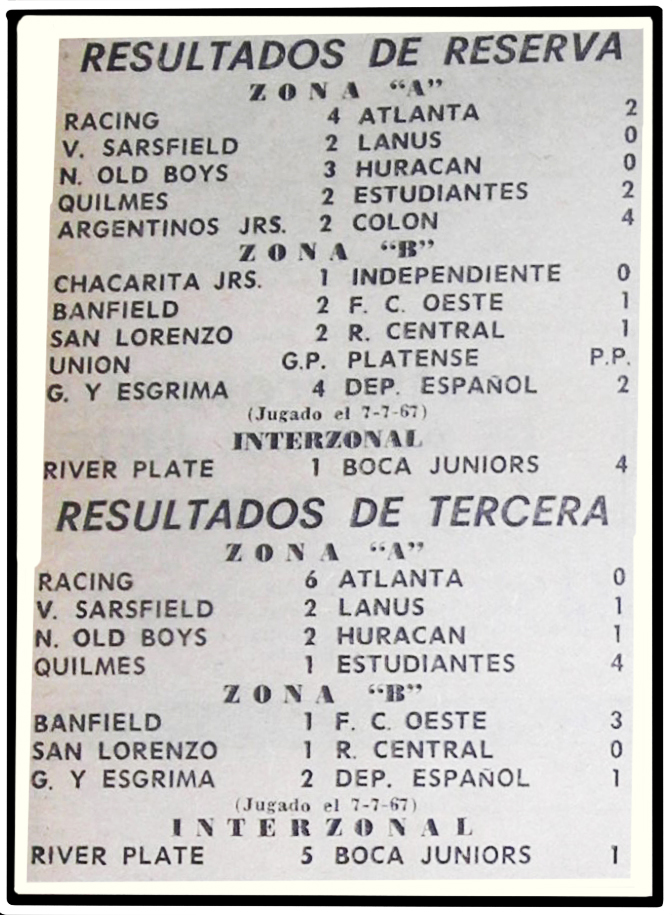 RESULTADOS DE RESERVA
ZONA “A”
RACING 4 ATLANTA 2
V. SARSFIELD 2 LANUS 0
N. OLD BOYS 3 HURACAN 0
QUILMES 2 ESTUDIANTES 2
ARGENTINOS JRS. 2 COLON 4
ZONA “B”
CHACARITA JRS. 1 INDEPENDIENTE 0
BANFIELD 2 F. C. OESTE 1
SAN LORENZO 2 R. CENTRAL 1
UNION G.P. PLATENSE P.P.
G. Y ESGRIMA 4 DEP. ESPAÑOL 2
(Jugado el 7-7-67)
INTERZONAL
RIVER PLATE 1 BOCA JUNIORS 4
RESULTADOS DE TERCERA
ZONA “A”
RACING 6 ATLANTA 0
V. SARSFIELD 2 LANUS 1
N. OLD BOYS 2 HURACAN 1
QUILMES 1 ESTUDIANTES 4
ZONA “B”
BANFIELD 1 F. C. OESTE 3
SAN LORENZO 1 R. CENTRAL 0
G. Y ESGRIMA 2 DEP. ESPAÑOL 1
(Jugado el 7-7-67)
INTERZONAL
RIVER PLATE 5 BOCA JUNIORS 1